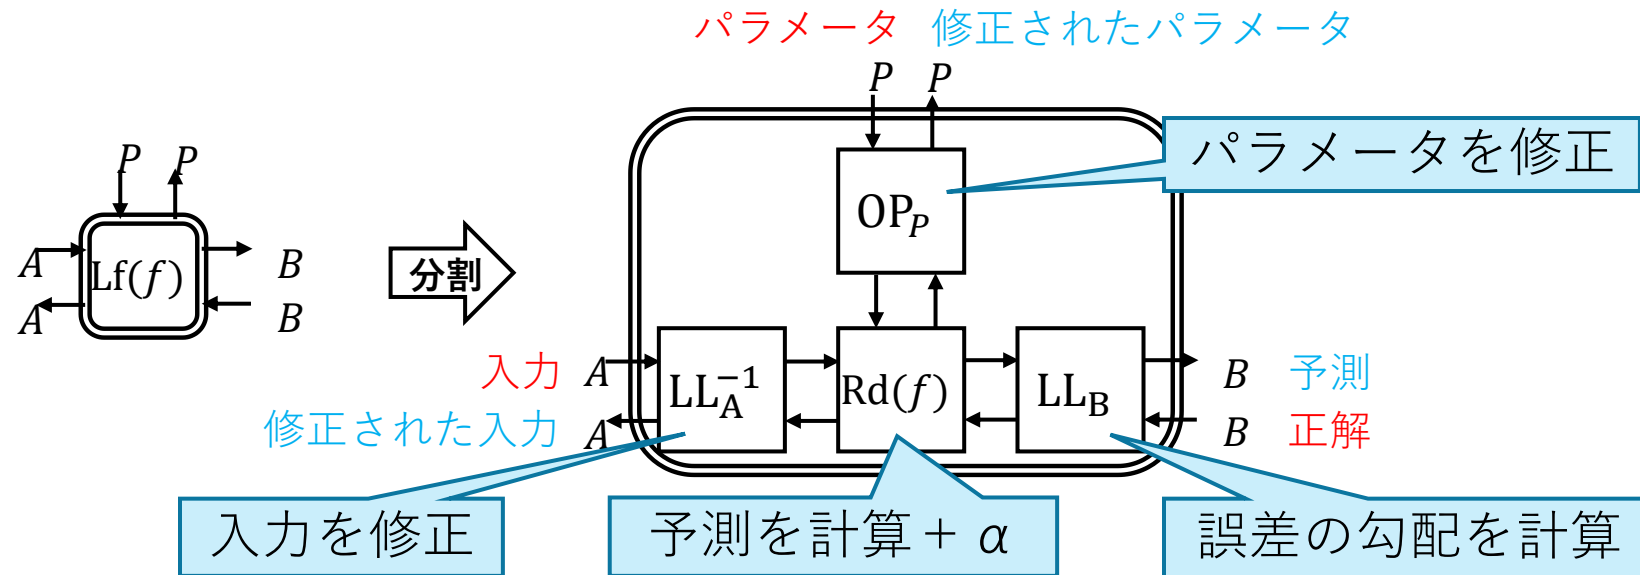 パラメータ 修正されたパラメータ
P P
パラメータを修正
P P
OP_P
A Lf(f) B
A B
分割
入力 A LL_A^{-1} Rd(f) LL_B B 予測
修正された入力 A B 正解
入力を修正
予測を計算 + α
誤差の勾配を計算